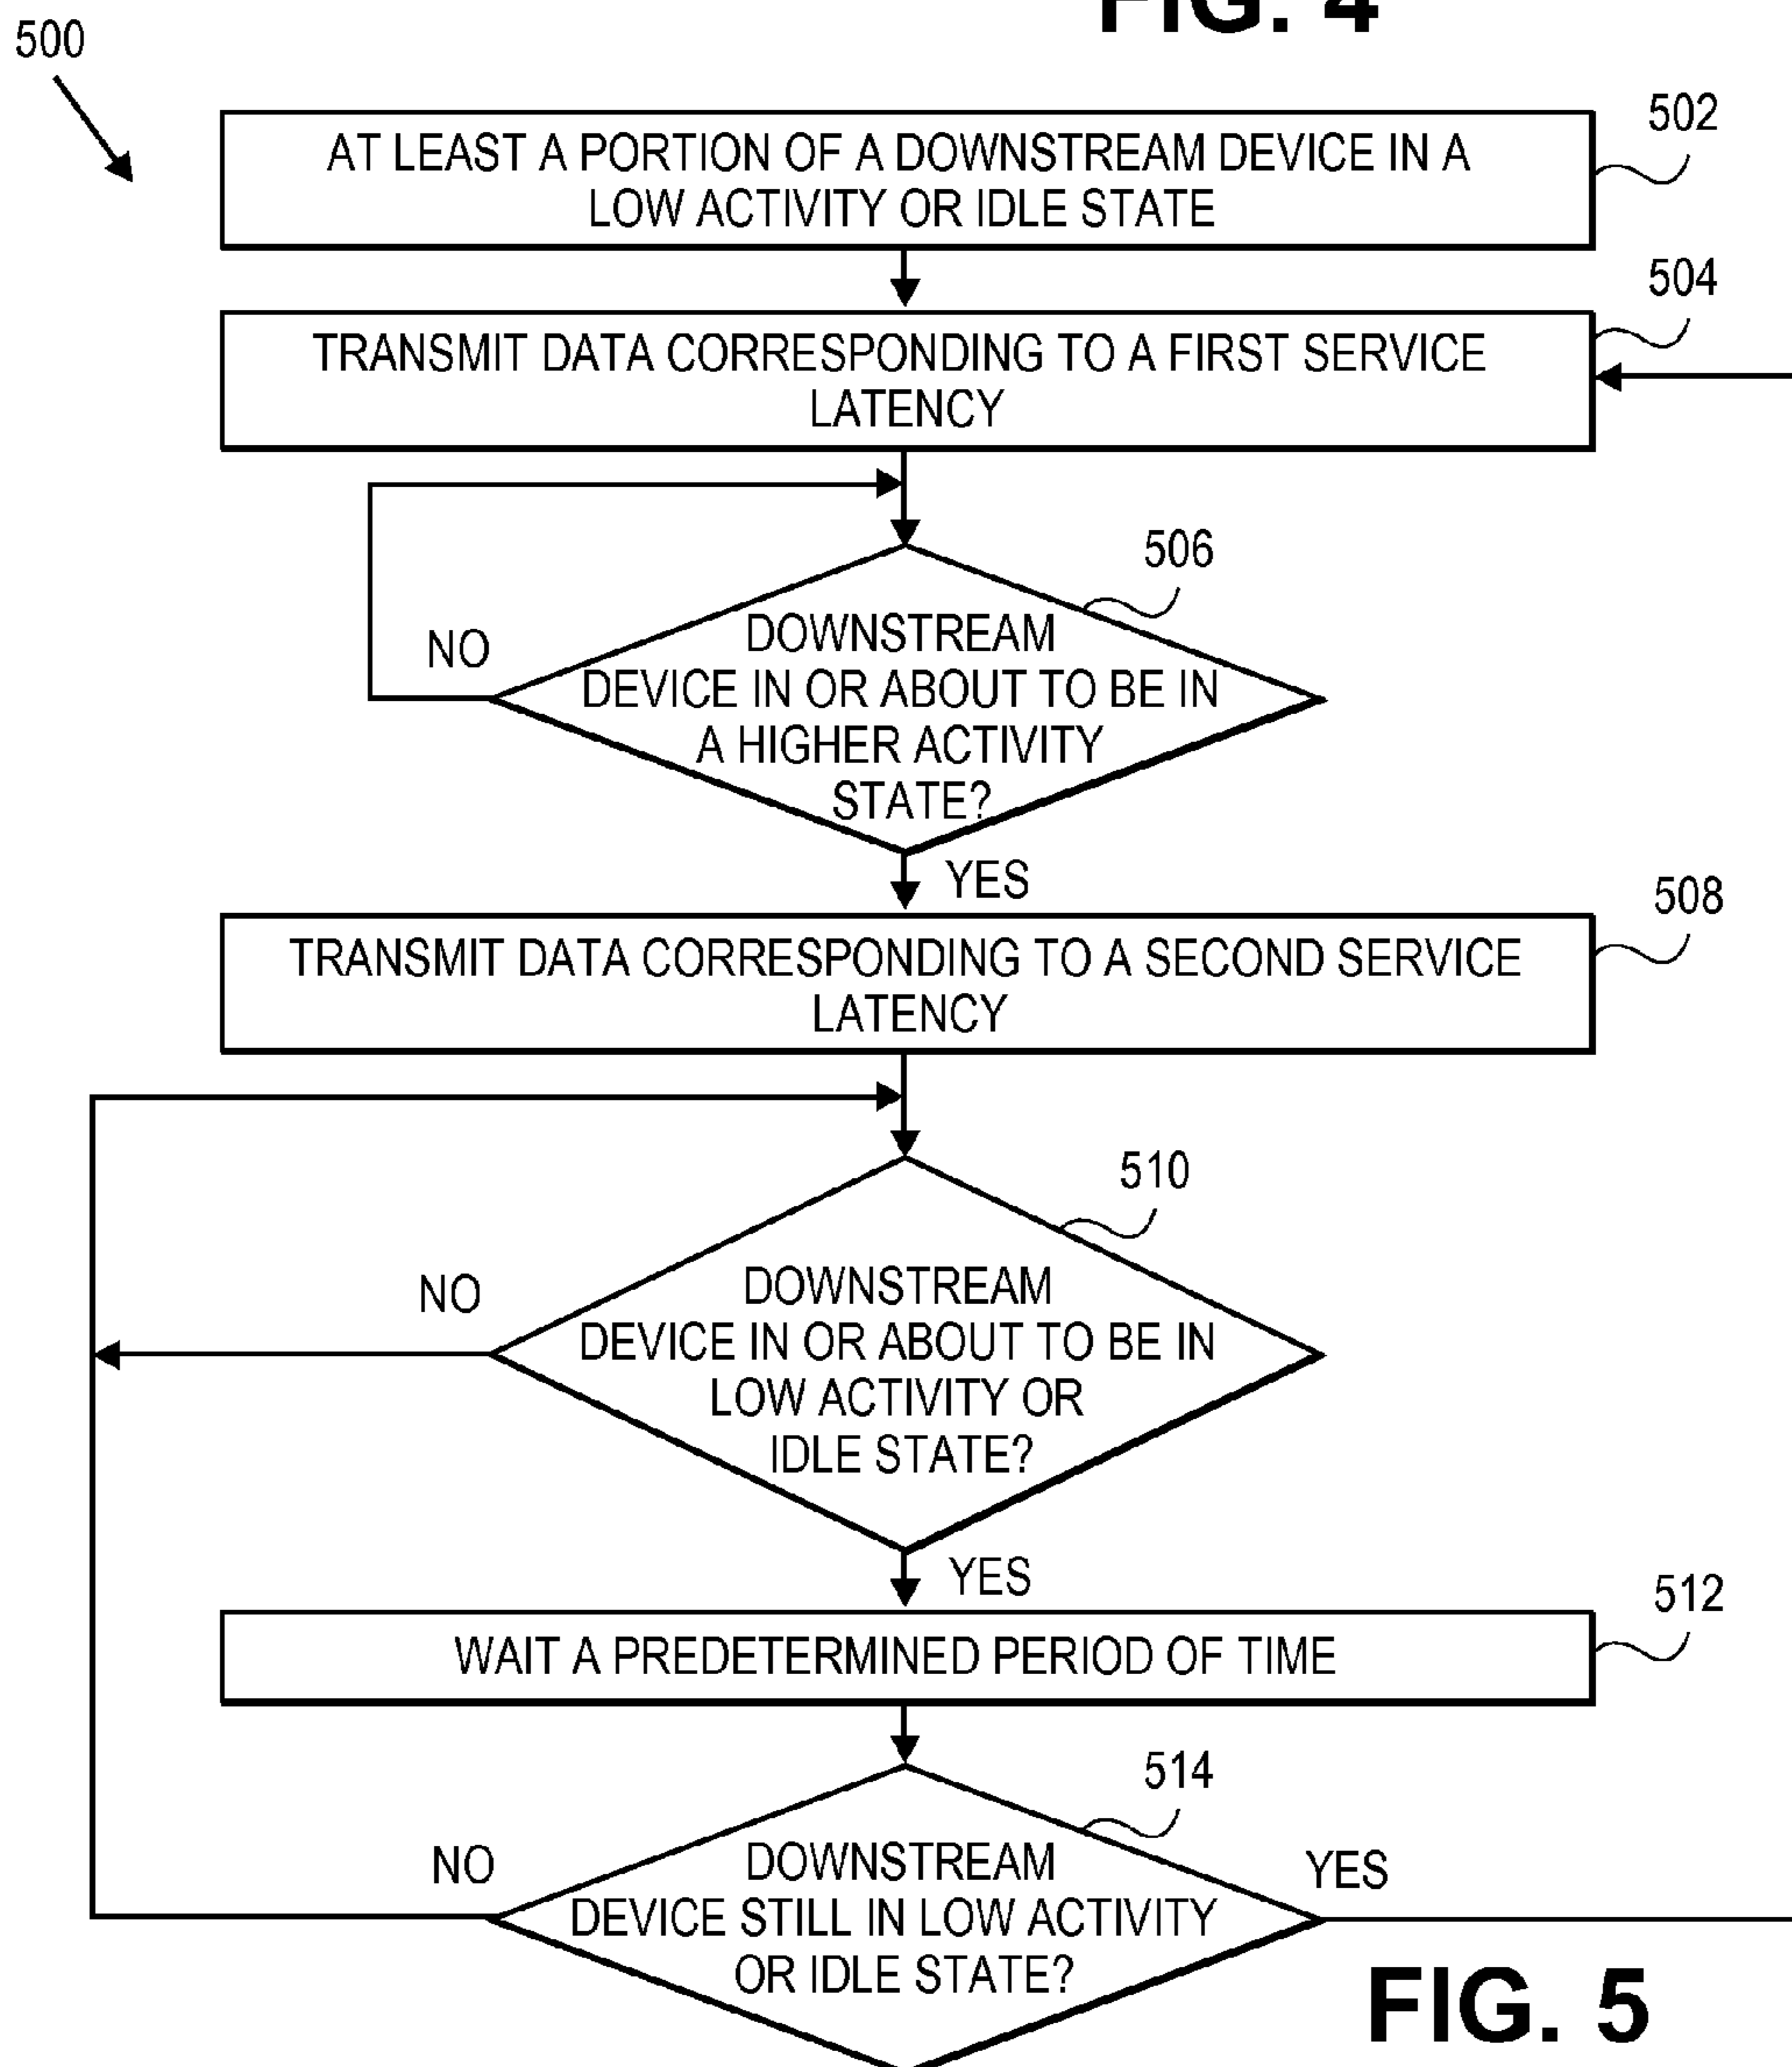 FIG. 4
500
502
AT LEAST A PORTION OF A DOWNSTREAM DEVICE IN A
LOW ACTIVITY OR IDLE STATE
504
TRANSMIT DATA CORRESPONDING TO A FIRST SERVICE
LATENCY
506
NO
DOWNSTREAM
DEVICE IN OR ABOUT TO BE IN
A HIGHER ACTIVITY
STATE?
YES
508
TRANSMIT DATA CORRESPONDING TO A SECOND SERVICE
LATENCY
510
NO
DOWNSTREAM
DEVICE IN OR ABOUT TO BE IN
LOW ACTIVITY OR
IDLE STATE?
YES
512
WAIT A PREDETERMINED PERIOD OF TIME
514
NO
YES
DOWNSTREAM
DEVICE STILL IN LOW ACTIVITY
OR IDLE STATE?
FIG. 5